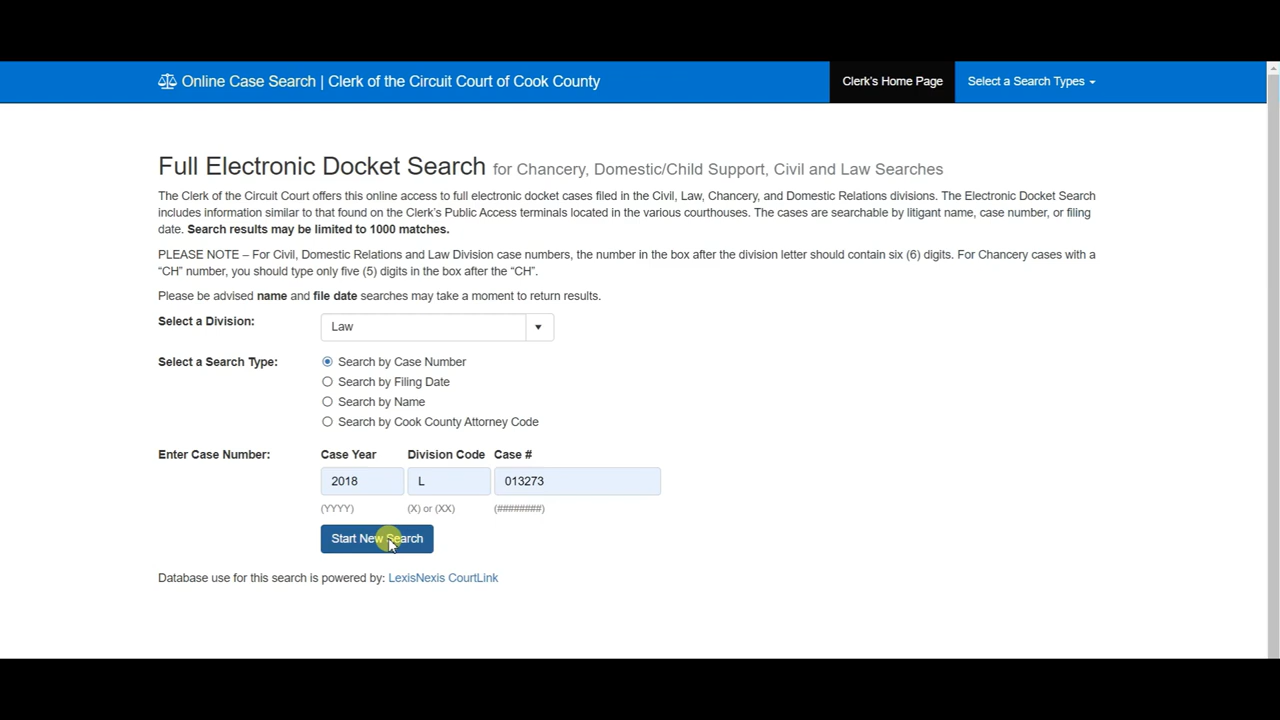 Online Case Search | Clerk of the Circuit Court of Cook County
Clerk's Home Page
Select a Search Types
Full Electronic Docket Search for Chancery, Domestic/Child Support, Civil and Law Searches
The Clerk of the Circuit Court offers this online access to full electronic docket cases filed in the Civil, Law, Chancery, and Domestic Relations divisions. The Electronic Docket Search
includes information similar to that found on the Clerk's Public Access terminals located in the various courthouses. The cases are searchable by litigant name, case number, or filing
date. Search results may be limited to 1000 matches.
PLEASE NOTE – For Civil, Domestic Relations and Law Division case numbers, the number in the box after the division letter should contain six (6) digits. For Chancery cases with a
“CH” number, you should type only five (5) digits in the box after the “CH”.
Please be advised name and file date searches may take a moment to return results.
Select a Division:
Law
Select a Search Type:
Search by Case Number
Search by Filing Date
Search by Name
Search by Cook County Attorney Code
Enter Case Number:
Case Year
Division Code
Case #
2018
L
013273
(YYYY)
(X) or (XX)
(########)
Start New Search
Database use for this search is powered by: LexisNexis CourtLink